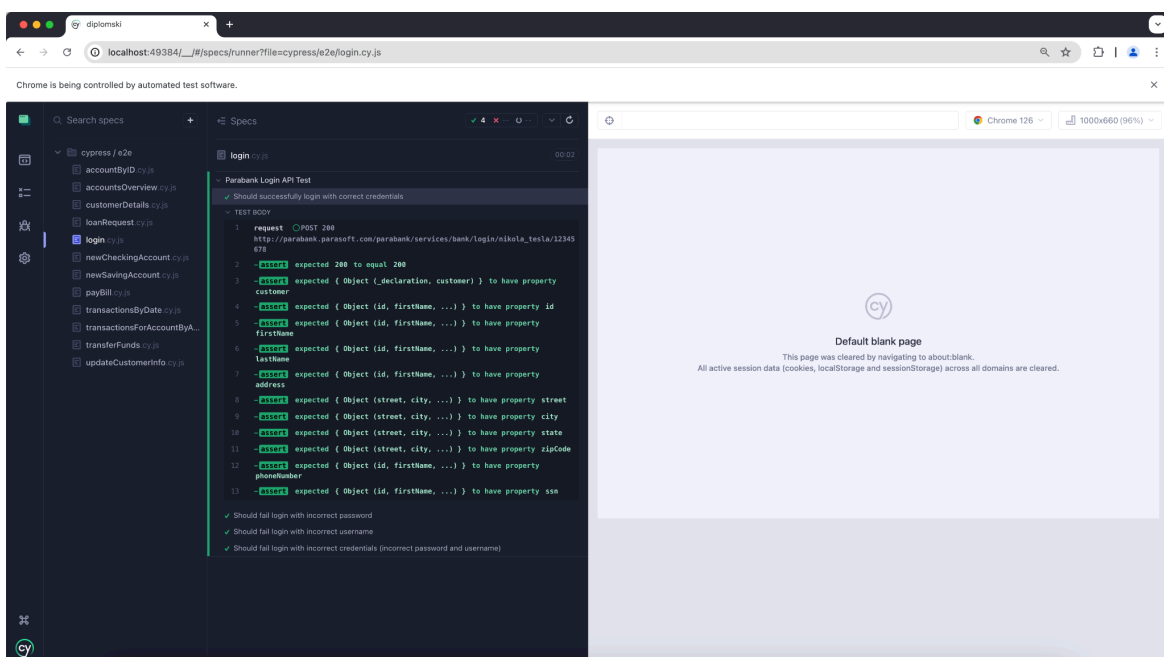 diplomski
localhost:49384/__/#/specs/runner?file=cypress/e2e/login.cy.js
Chrome is being controlled by automated test software.
Search specs
Specs
4
--
--
Chrome 126
1000x660 (96%)
cypress / e2e
accountByID.cy.js
accountsOverview.cy.js
customerDetails.cy.js
loanRequest.cy.js
login.cy.js
newCheckingAccount.cy.js
newSavingAccount.cy.js
payBill.cy.js
transactionsByDate.cy.js
transactionsForAccountByA...
transferFunds.cy.js
updateCustomerInfo.cy.js
login.cy.js
00:02
Parabank Login API Test
Should successfully login with correct credentials
TEST BODY
1 request POST 200
http://parabank.parasoft.com/parabank/services/bank/login/nikola_tesla/12345
678
2 -assert expected 200 to equal 200
3 -assert expected { Object (_declaration, customer) } to have property
customer
4 -assert expected { Object (id, firstName, ...) } to have property id
5 -assert expected { Object (id, firstName, ...) } to have property
firstName
6 -assert expected { Object (id, firstName, ...) } to have property
lastName
7 -assert expected { Object (id, firstName, ...) } to have property
address
8 -assert expected { Object (street, city, ...) } to have property street
9 -assert expected { Object (street, city, ...) } to have property city
10 -assert expected { Object (street, city, ...) } to have property state
11 -assert expected { Object (street, city, ...) } to have property zipCode
12 -assert expected { Object (id, firstName, ...) } to have property
phoneNumber
13 -assert expected { Object (id, firstName, ...) } to have property ssn
Should fail login with incorrect password
Should fail login with incorrect username
Should fail login with incorrect credentials (incorrect password and username)
cy
Default blank page
This page was cleared by navigating to about:blank.
All active session data (cookies, localStorage and sessionStorage) across all domains are cleared.
cy